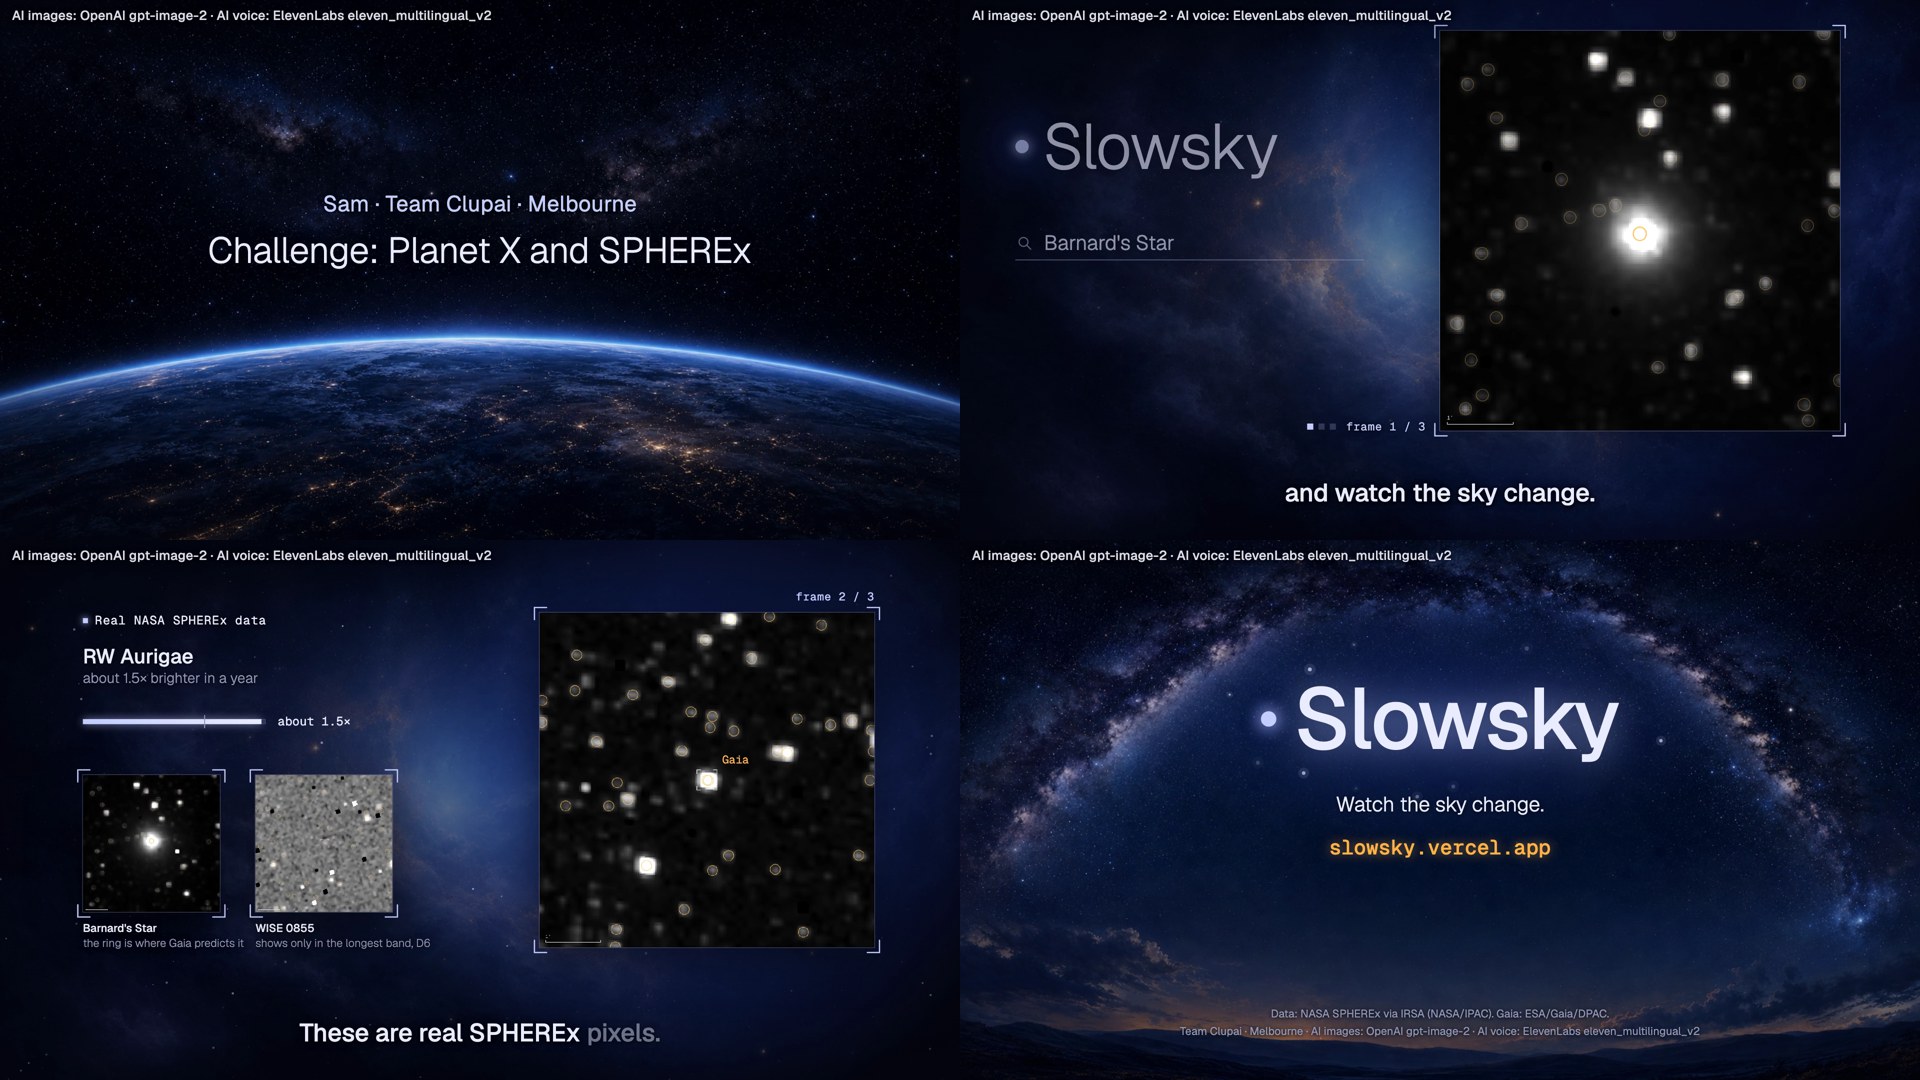 AI images: OpenAI gpt-image-2 · AI voice: ElevenLabs eleven_multilingual_v2
Sam · Team Clupai · Melbourne
Challenge: Planet X and SPHEREx
AI images: OpenAI gpt-image-2 · AI voice: ElevenLabs eleven_multilingual_v2
Slowsky
Barnard's Star
frame 1 / 3
1'
and watch the sky change.
AI images: OpenAI gpt-image-2 · AI voice: ElevenLabs eleven_multilingual_v2
Real NASA SPHEREx data
RW Aurigae
about 1.5× brighter in a year
about 1.5×
Barnard's Star
the ring is where Gaia predicts it
WISE 0855
shows only in the longest band, D6
frame 2 / 3
Gaia
These are real SPHEREx pixels.
AI images: OpenAI gpt-image-2 · AI voice: ElevenLabs eleven_multilingual_v2
Slowsky
Watch the sky change.
slowsky.vercel.app
Data: NASA SPHEREx via IRSA (NASA/IPAC). Gaia: ESA/Gaia/DPAC.
Team Clupai · Melbourne · AI images: OpenAI gpt-image-2 · AI voice: ElevenLabs eleven_multilingual_v2